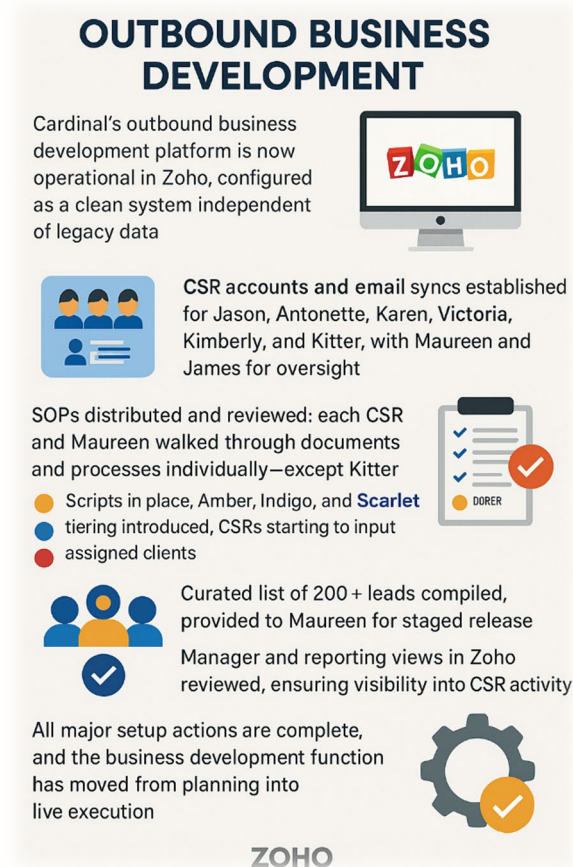 OUTBOUND BUSINESS
DEVELOPMENT
Cardinal's outbound business
development platform is now
operational in Zoho, configured
as a clean system independent
of legacy data
ZOHO
CSR accounts and email syncs established
for Jason, Antonette, Karen, Victoria,
Kimberly, and Kitter, with Maureen and
James for oversight
SOPs distributed and reviewed: each CSR
and Maureen walked through documents
and processes individually—except Kitter
DORER
Scripts in place, Amber, Indigo, and Scarlet
tiering introduced, CSRs starting to input
assigned clients
Curated list of 200+ leads compiled,
provided to Maureen for staged release
Manager and reporting views in Zoho
reviewed, ensuring visibility into CSR activity
All major setup actions are complete,
and the business development function
has moved from planning into
live execution
ZOHO